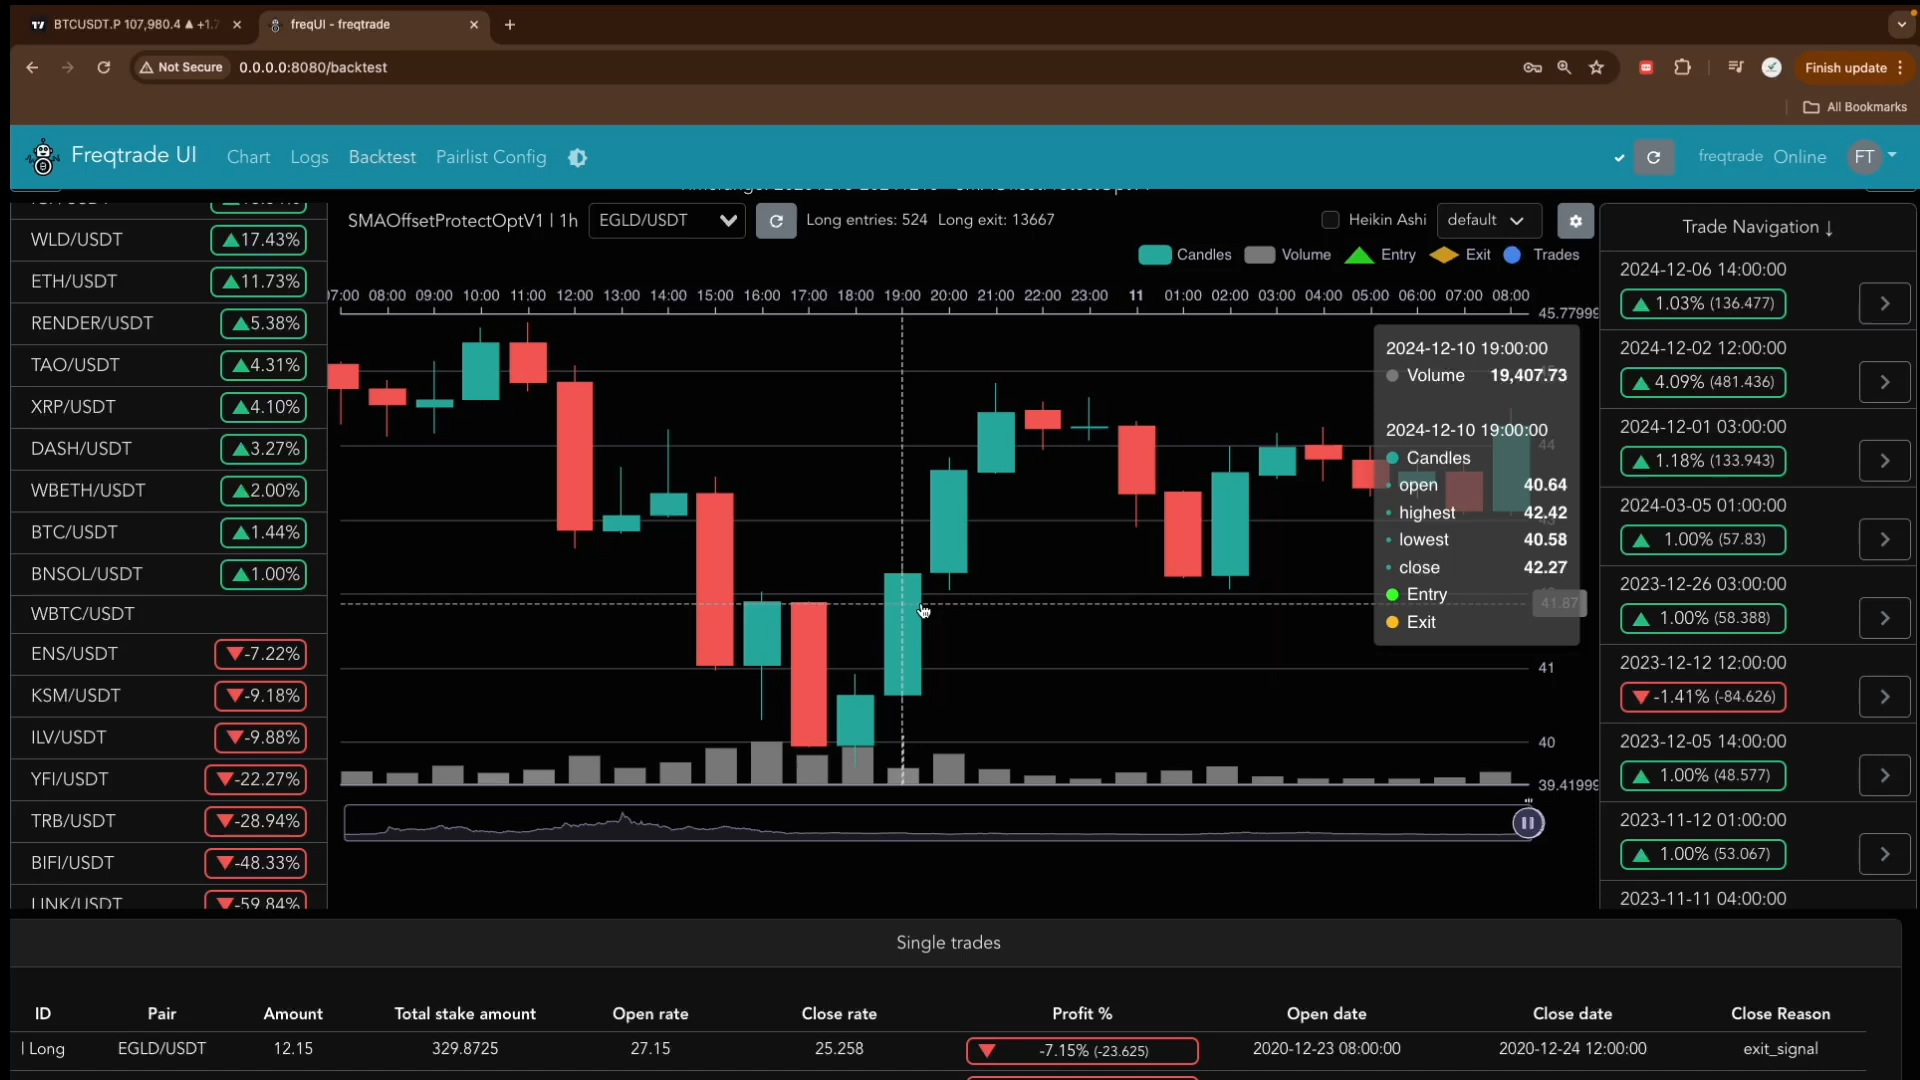 BTCUSDT.P 107,980.4 ▲ +1.7
freqUI - freqtrade
Not Secure 0.0.0.0:8080/backtest
Finish update
All Bookmarks
Freqtrade UI Chart Logs Backtest Pairlist Config
freqtrade Online FT
SMAOffsetProtectOptV1 | 1h EGLD/USDT Long entries: 524 Long exit: 13667 Heikin Ashi default
Candles Volume Entry Exit Trades
07:00 08:00 09:00 10:00 11:00 12:00 13:00 14:00 15:00 16:00 17:00 18:00 19:00 20:00 21:00 22:00 23:00 11 01:00 02:00 03:00 04:00 05:00 06:00 07:00 08:00
45.77999
44
41
40
39.41999
41.87
2024-12-10 19:00:00
Volume 19,407.73
2024-12-10 19:00:00
Candles
open 40.64
highest 42.42
lowest 40.58
close 42.27
Entry
Exit
WLD/USDT 17.43%
ETH/USDT 11.73%
RENDER/USDT 5.38%
TAO/USDT 4.31%
XRP/USDT 4.10%
DASH/USDT 3.27%
WBETH/USDT 2.00%
BTC/USDT 1.44%
BNSOL/USDT 1.00%
WBTC/USDT
ENS/USDT -7.22%
KSM/USDT -9.18%
ILV/USDT -9.88%
YFI/USDT -22.27%
TRB/USDT -28.94%
BIFI/USDT -48.33%
LINK/USDT -59.84%
Trade Navigation ↓
2024-12-06 14:00:00
1.03% (136.477)
2024-12-02 12:00:00
4.09% (481.436)
2024-12-01 03:00:00
1.18% (133.943)
2024-03-05 01:00:00
1.00% (57.83)
2023-12-26 03:00:00
1.00% (58.388)
2023-12-12 12:00:00
-1.41% (-84.626)
2023-12-05 14:00:00
1.00% (48.577)
2023-11-12 01:00:00
1.00% (53.067)
2023-11-11 04:00:00
Single trades
ID Pair Amount Total stake amount Open rate Close rate Profit % Open date Close date Close Reason
| Long EGLD/USDT 12.15 329.8725 27.15 25.258 -7.15% (-23.625) 2020-12-23 08:00:00 2020-12-24 12:00:00 exit_signal